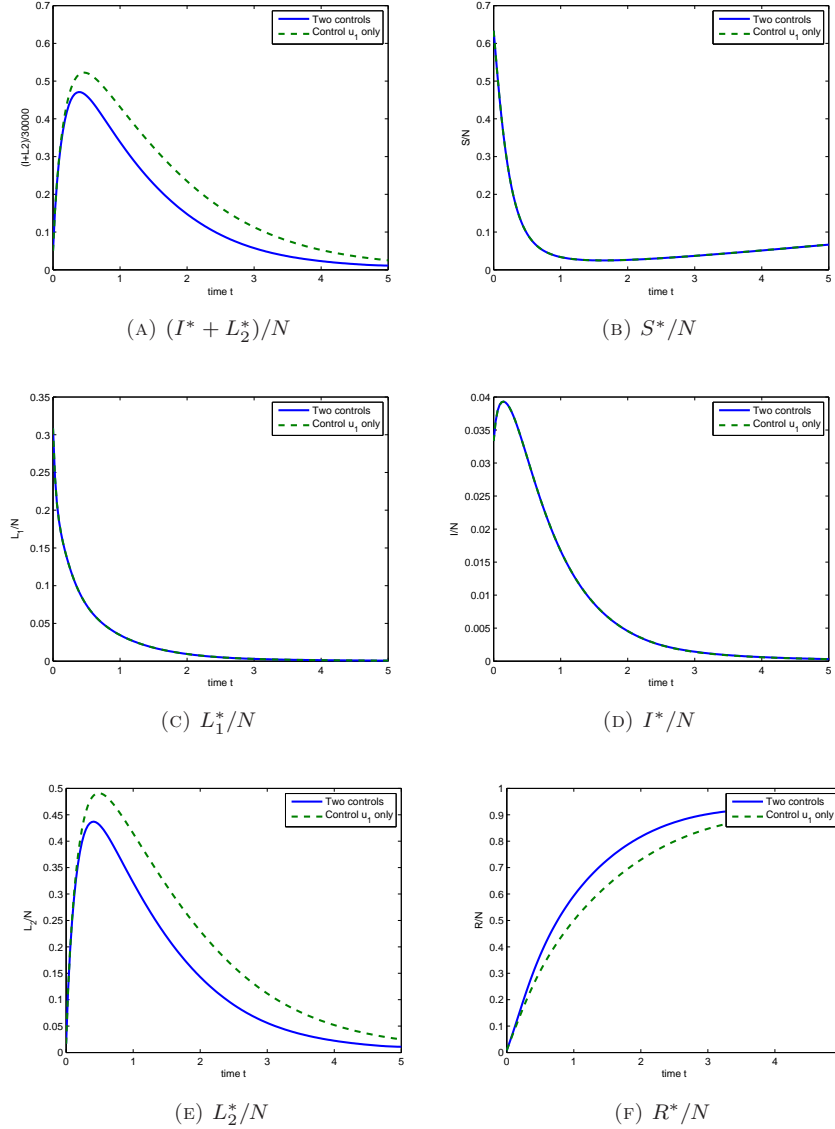 0.7
0.6
0.5
0.4
0.3
0.2
0.1
0
0 1 2 3 4 5
time t
(I+L2)/30000
Two controls
Control u1 only
(A) (I* + L2*)/N
0.7
0.6
0.5
0.4
0.3
0.2
0.1
0
0 1 2 3 4 5
time t
S/N
Two controls
Control u1 only
(B) S*/N
0.35
0.3
0.25
0.2
0.15
0.1
0.05
0
0 1 2 3 4 5
time t
L1/N
Two controls
Control u1 only
(C) L1*/N
0.04
0.035
0.03
0.025
0.02
0.015
0.01
0.005
0
0 1 2 3 4 5
time t
I/N
Two controls
Control u1 only
(D) I*/N
0.5
0.45
0.4
0.35
0.3
0.25
0.2
0.15
0.1
0.05
0
0 1 2 3 4 5
time t
L2/N
Two controls
Control u1 only
(E) L2*/N
1
0.9
0.8
0.7
0.6
0.5
0.4
0.3
0.2
0.1
0
0 1 2 3 4
time t
R/N
Two controls
Control u1 only
(F) R*/N